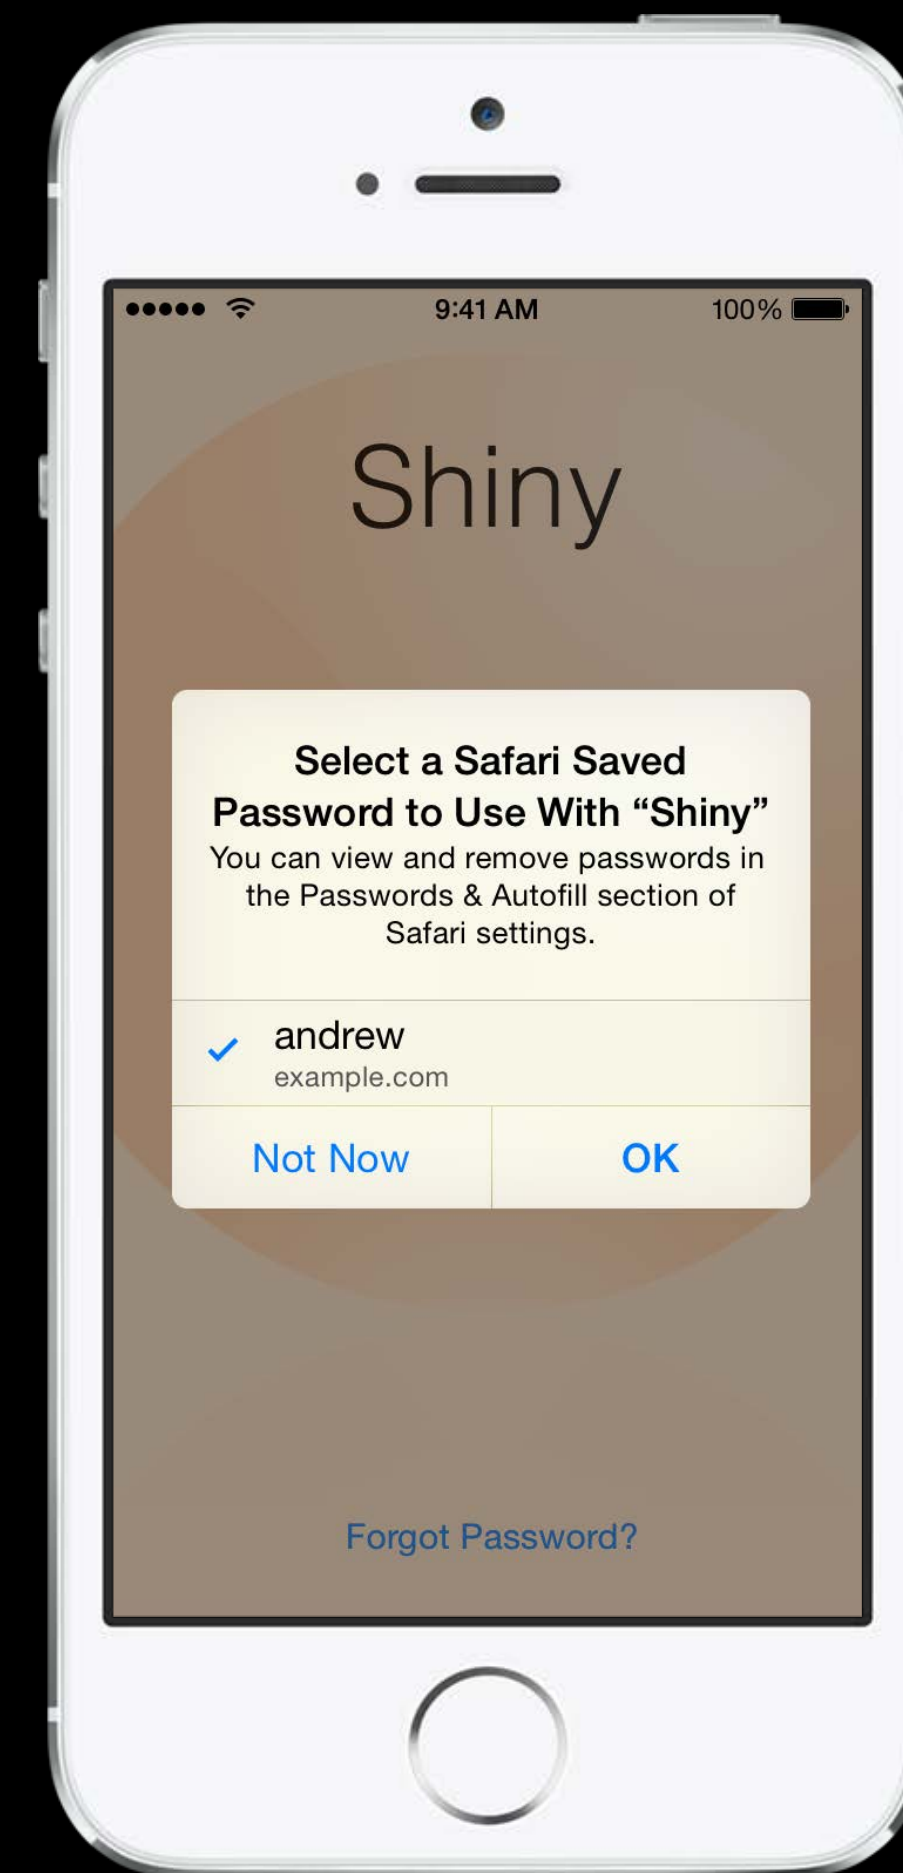 9:41 AM 100%
Shiny
Select a Safari Saved
Password to Use With “Shiny”
You can view and remove passwords in
the Passwords & Autofill section of
Safari settings.
andrew
example.com
Not Now OK
Forgot Password?